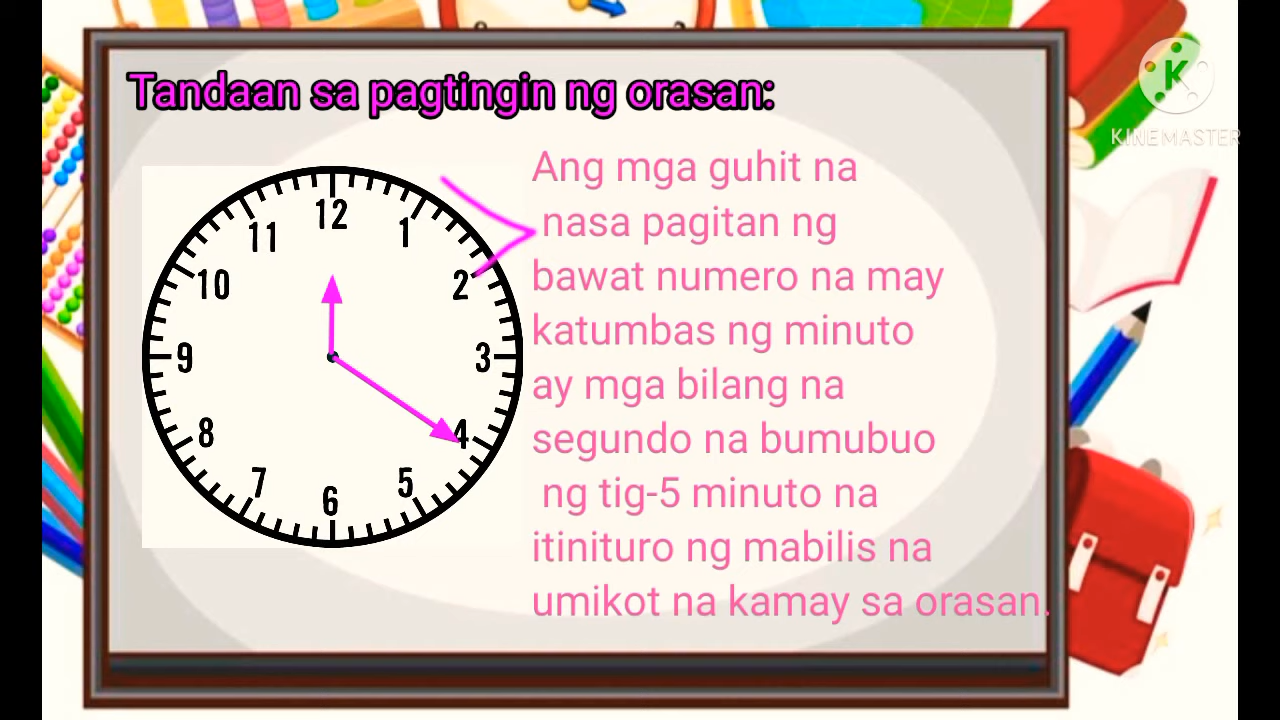 Tandaan sa pagtingin ng orasan:
KINEMASTER
Ang mga guhit na
nasa pagitan ng
bawat numero na may
katumbas ng minuto
ay mga bilang na
segundo na bumubuo
ng tig-5 minuto na
itinituro ng mabilis na
umikot na kamay sa orasan.
12
11
1
10
2
9
3
8
4
7
5
6
K